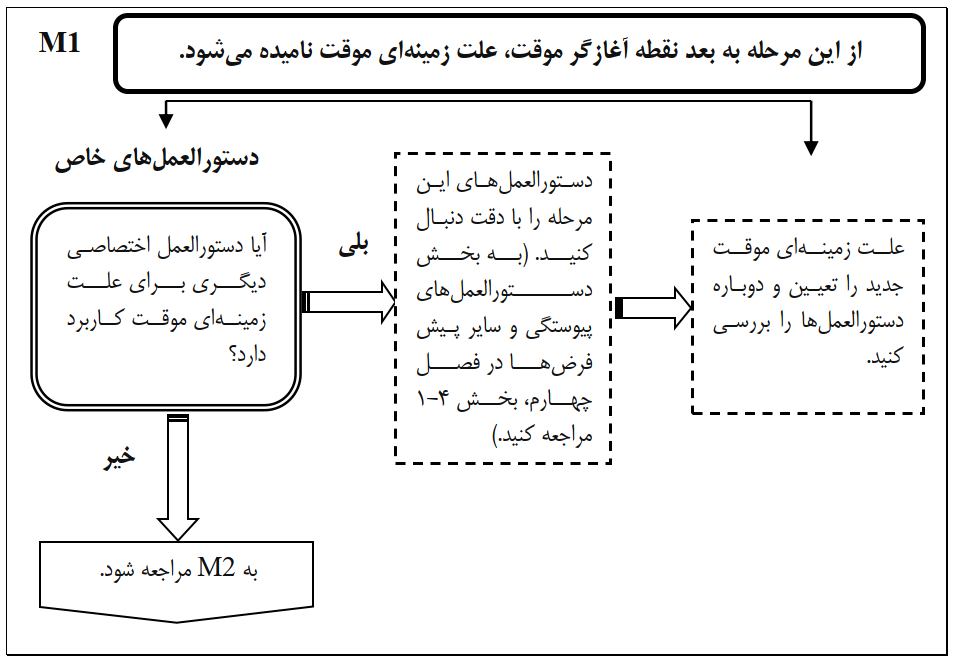 M1
از این مرحله به بعد نقطه آغازگر موقت، علت زمینه‌ای موقت نامیده می‌شود.
دستورالعمل‌های خاص
آیا دستورالعمل اختصاصی
دیگری برای علت
زمینه‌ای موقت کاربرد
دارد؟
بلی
دستورالعمل‌های این
مرحله را با دقت دنبال
کنید. (به بخش
دستورالعمل‌های
پیوستگی و سایر پیش
فرض‌ها در فصل
چهارم، بخش ۴-۱
مراجعه کنید.)
علت زمینه‌ای موقت
جدید را تعیین و دوباره
دستورالعمل‌ها را بررسی
کنید.
خیر
به M2 مراجعه شود.